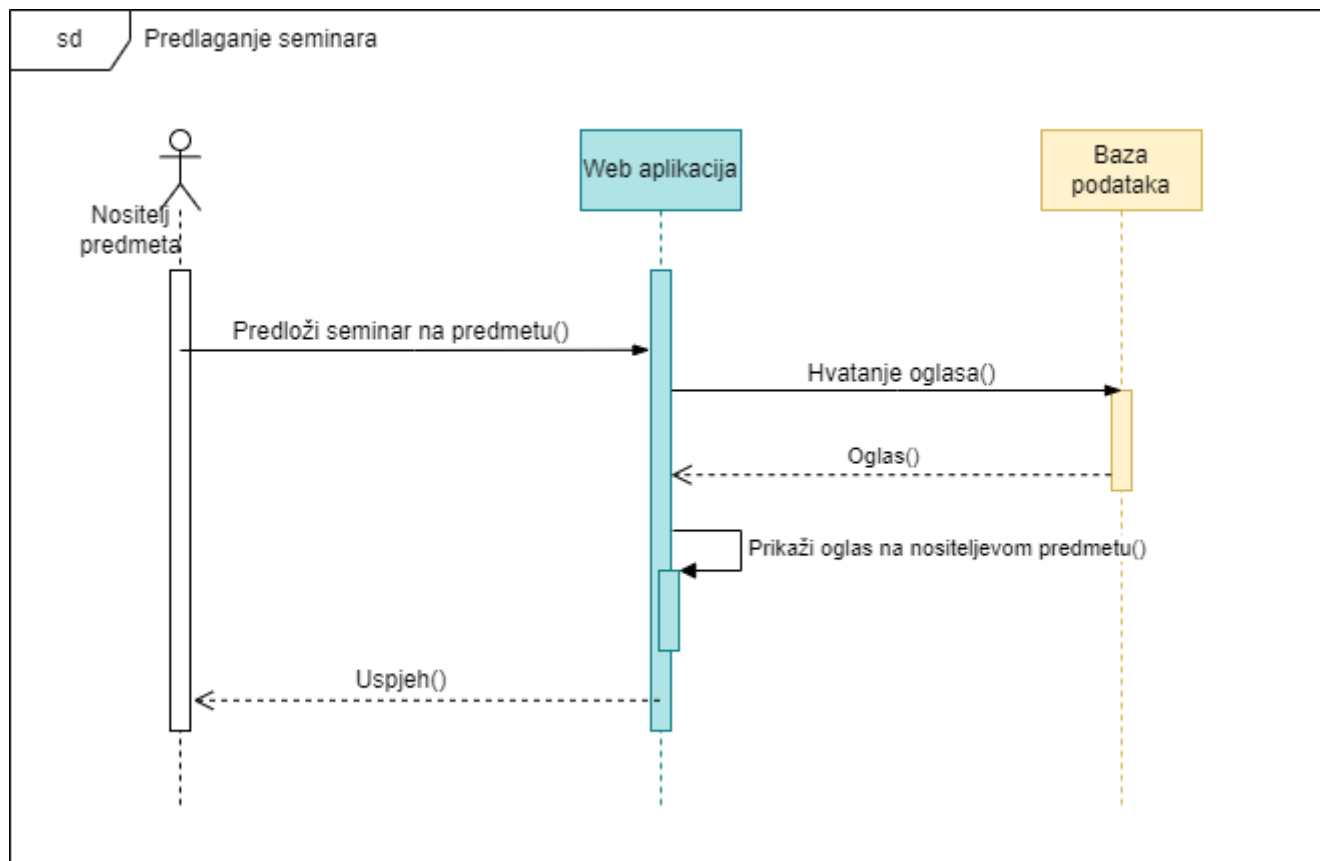 sd
Predlaganje seminara
Nositelj
predmeta
Web aplikacija
Baza
podataka
Predloži seminar na predmetu()
Hvatanje oglasa()
Oglas()
Prikaži oglas na nositeljevom predmetu()
Uspjeh()